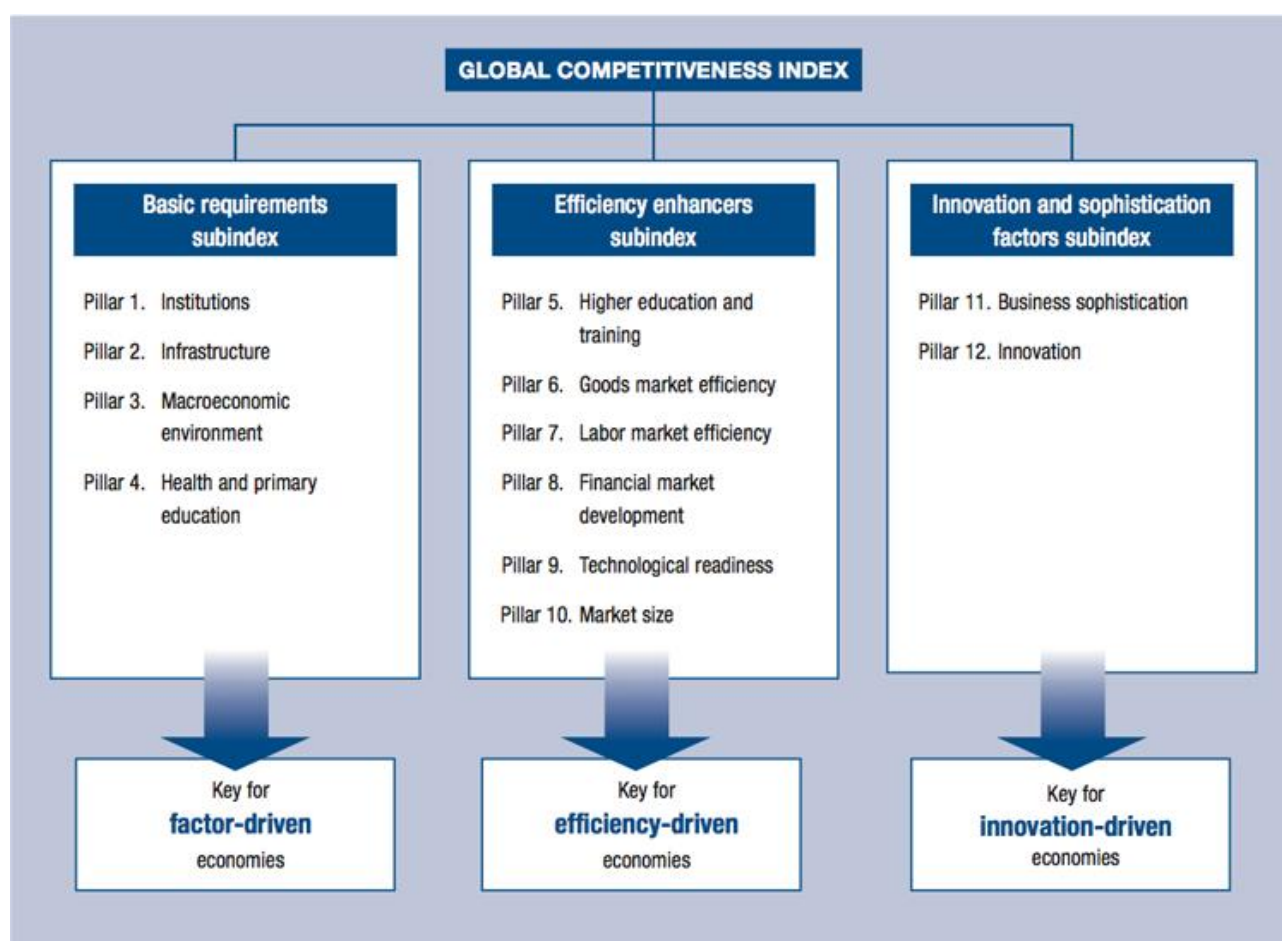 GLOBAL COMPETITIVENESS INDEX
Basic requirements
subindex
Pillar 1. Institutions
Pillar 2. Infrastructure
Pillar 3. Macroeconomic
environment
Pillar 4. Health and primary
education
Key for
factor-driven
economies
Efficiency enhancers
subindex
Pillar 5. Higher education and
training
Pillar 6. Goods market efficiency
Pillar 7. Labor market efficiency
Pillar 8. Financial market
development
Pillar 9. Technological readiness
Pillar 10. Market size
Key for
efficiency-driven
economies
Innovation and sophistication
factors subindex
Pillar 11. Business sophistication
Pillar 12. Innovation
Key for
innovation-driven
economies